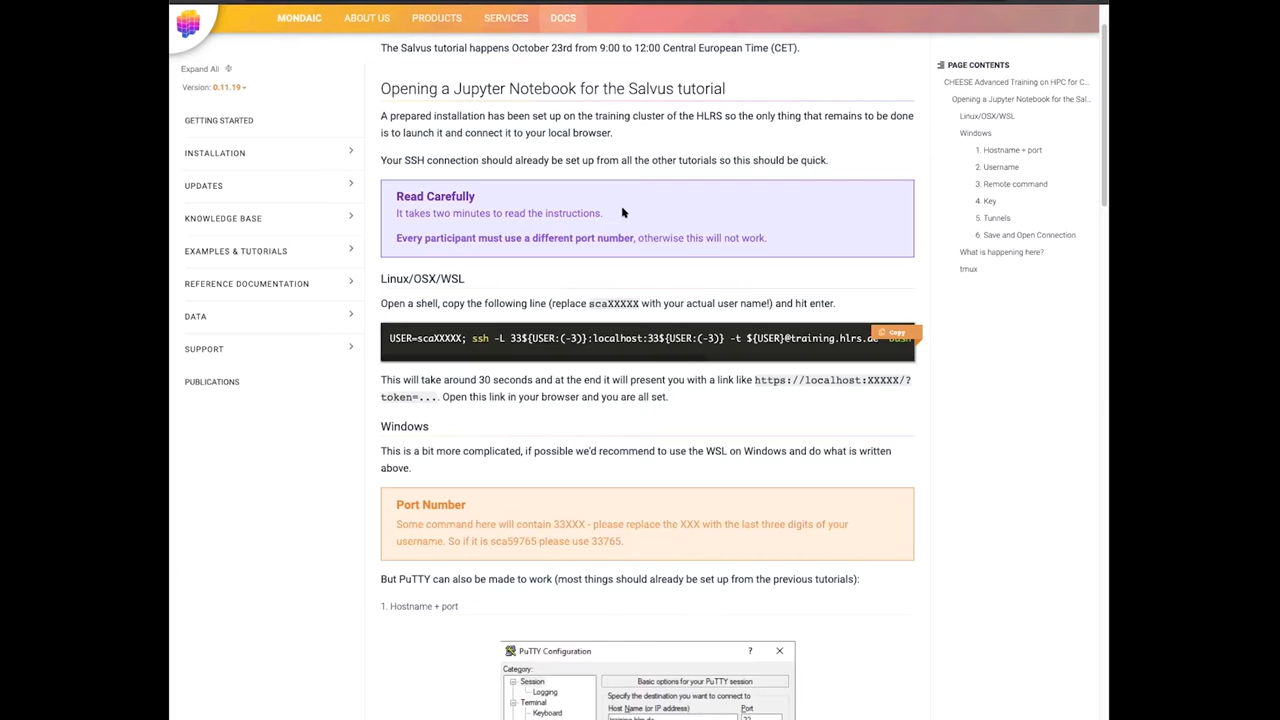 MONDAIC ABOUT US PRODUCTS SERVICES DOCS
Expand All
Version: 0.11.19
GETTING STARTED
INSTALLATION
UPDATES
KNOWLEDGE BASE
EXAMPLES & TUTORIALS
REFERENCE DOCUMENTATION
DATA
SUPPORT
PUBLICATIONS
The Salvus tutorial happens October 23rd from 9:00 to 12:00 Central European Time (CET).
Opening a Jupyter Notebook for the Salvus tutorial
A prepared installation has been set up on the training cluster of the HLRS so the only thing that remains to be done
is to launch it and connect it to your local browser.
Your SSH connection should already be set up from all the other tutorials so this should be quick.
Read Carefully
It takes two minutes to read the instructions.
Every participant must use a different port number, otherwise this will not work.
Linux/OSX/WSL
Open a shell, copy the following line (replace scaXXXXX with your actual user name!) and hit enter.
Copy
USER=scaXXXXX; ssh -L 33${USER:(-3)}:localhost:33${USER:(-3)} -t ${USER}@training.hlrs.de "bash
This will take around 30 seconds and at the end it will present you with a link like https://localhost:XXXXX/?
token=.... Open this link in your browser and you are all set.
Windows
This is a bit more complicated, if possible we'd recommend to use the WSL on Windows and do what is written
above.
Port Number
Some command here will contain 33XXX - please replace the XXX with the last three digits of your
username. So if it is sca59765 please use 33765.
But PuTTY can also be made to work (most things should already be set up from the previous tutorials):
1. Hostname + port
PuTTY Configuration ? ×
Category:
Session
Logging
Terminal
Keyboard
Basic options for your PuTTY session
Specify the destination you want to connect to
Host Name (or IP address) Port
training.hlrs.de 22
PAGE CONTENTS
CHEESE Advanced Training on HPC for C...
Opening a Jupyter Notebook for the Sal...
Linux/OSX/WSL
Windows
1. Hostname + port
2. Username
3. Remote command
4. Key
5. Tunnels
6. Save and Open Connection
What is happening here?
tmux